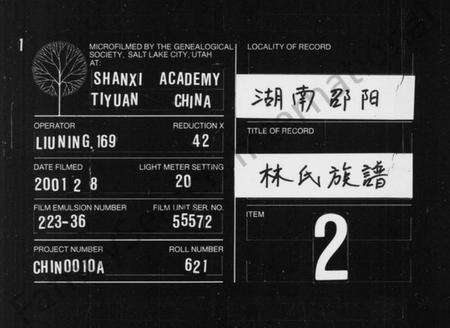 1
MICROFILMED BY THE GENEALOGICAL
SOCIETY, SALT LAKE CITY, UTAH
AT:
SHANXI ACADEMY
TIYUAN CHINA
OPERATOR REDUCTION X
LIUNING 169 42
DATE FILMED LIGHT METER SETTING
2001 2 8 20
FILM EMULSION NUMBER FILM UNIT SER. NO.
223-36 55572
PROJECT NUMBER ROLL NUMBER
CHIN0010A 621
LOCALITY OF RECORD
湖南邵阳
TITLE OF RECORD
林氏族譜
ITEM
2